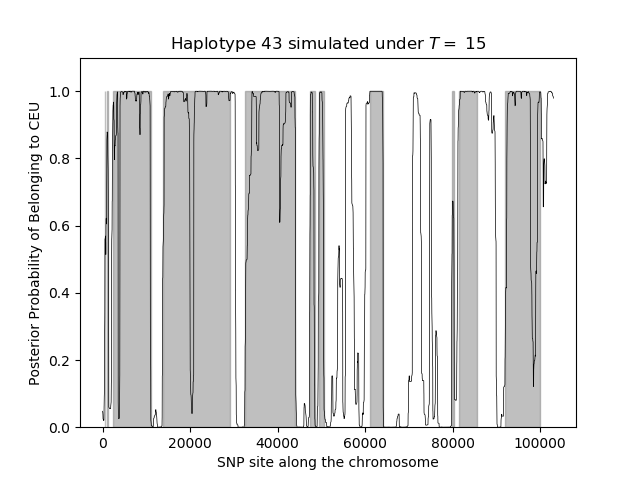 Haplotype 43 simulated under T = 15
Posterior Probability of Belonging to CEU
1.0
0.8
0.6
0.4
0.2
0.0
0 20000 40000 60000 80000 100000
SNP site along the chromosome